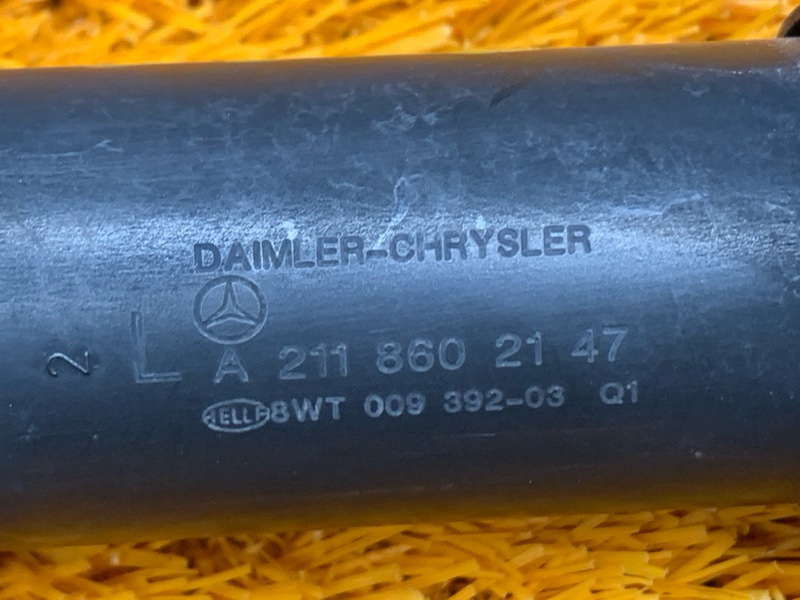 DAIMLER-CHRYSLER
2 L A 211 860 21 47
HELLA 8WT 009 392-03 Q1